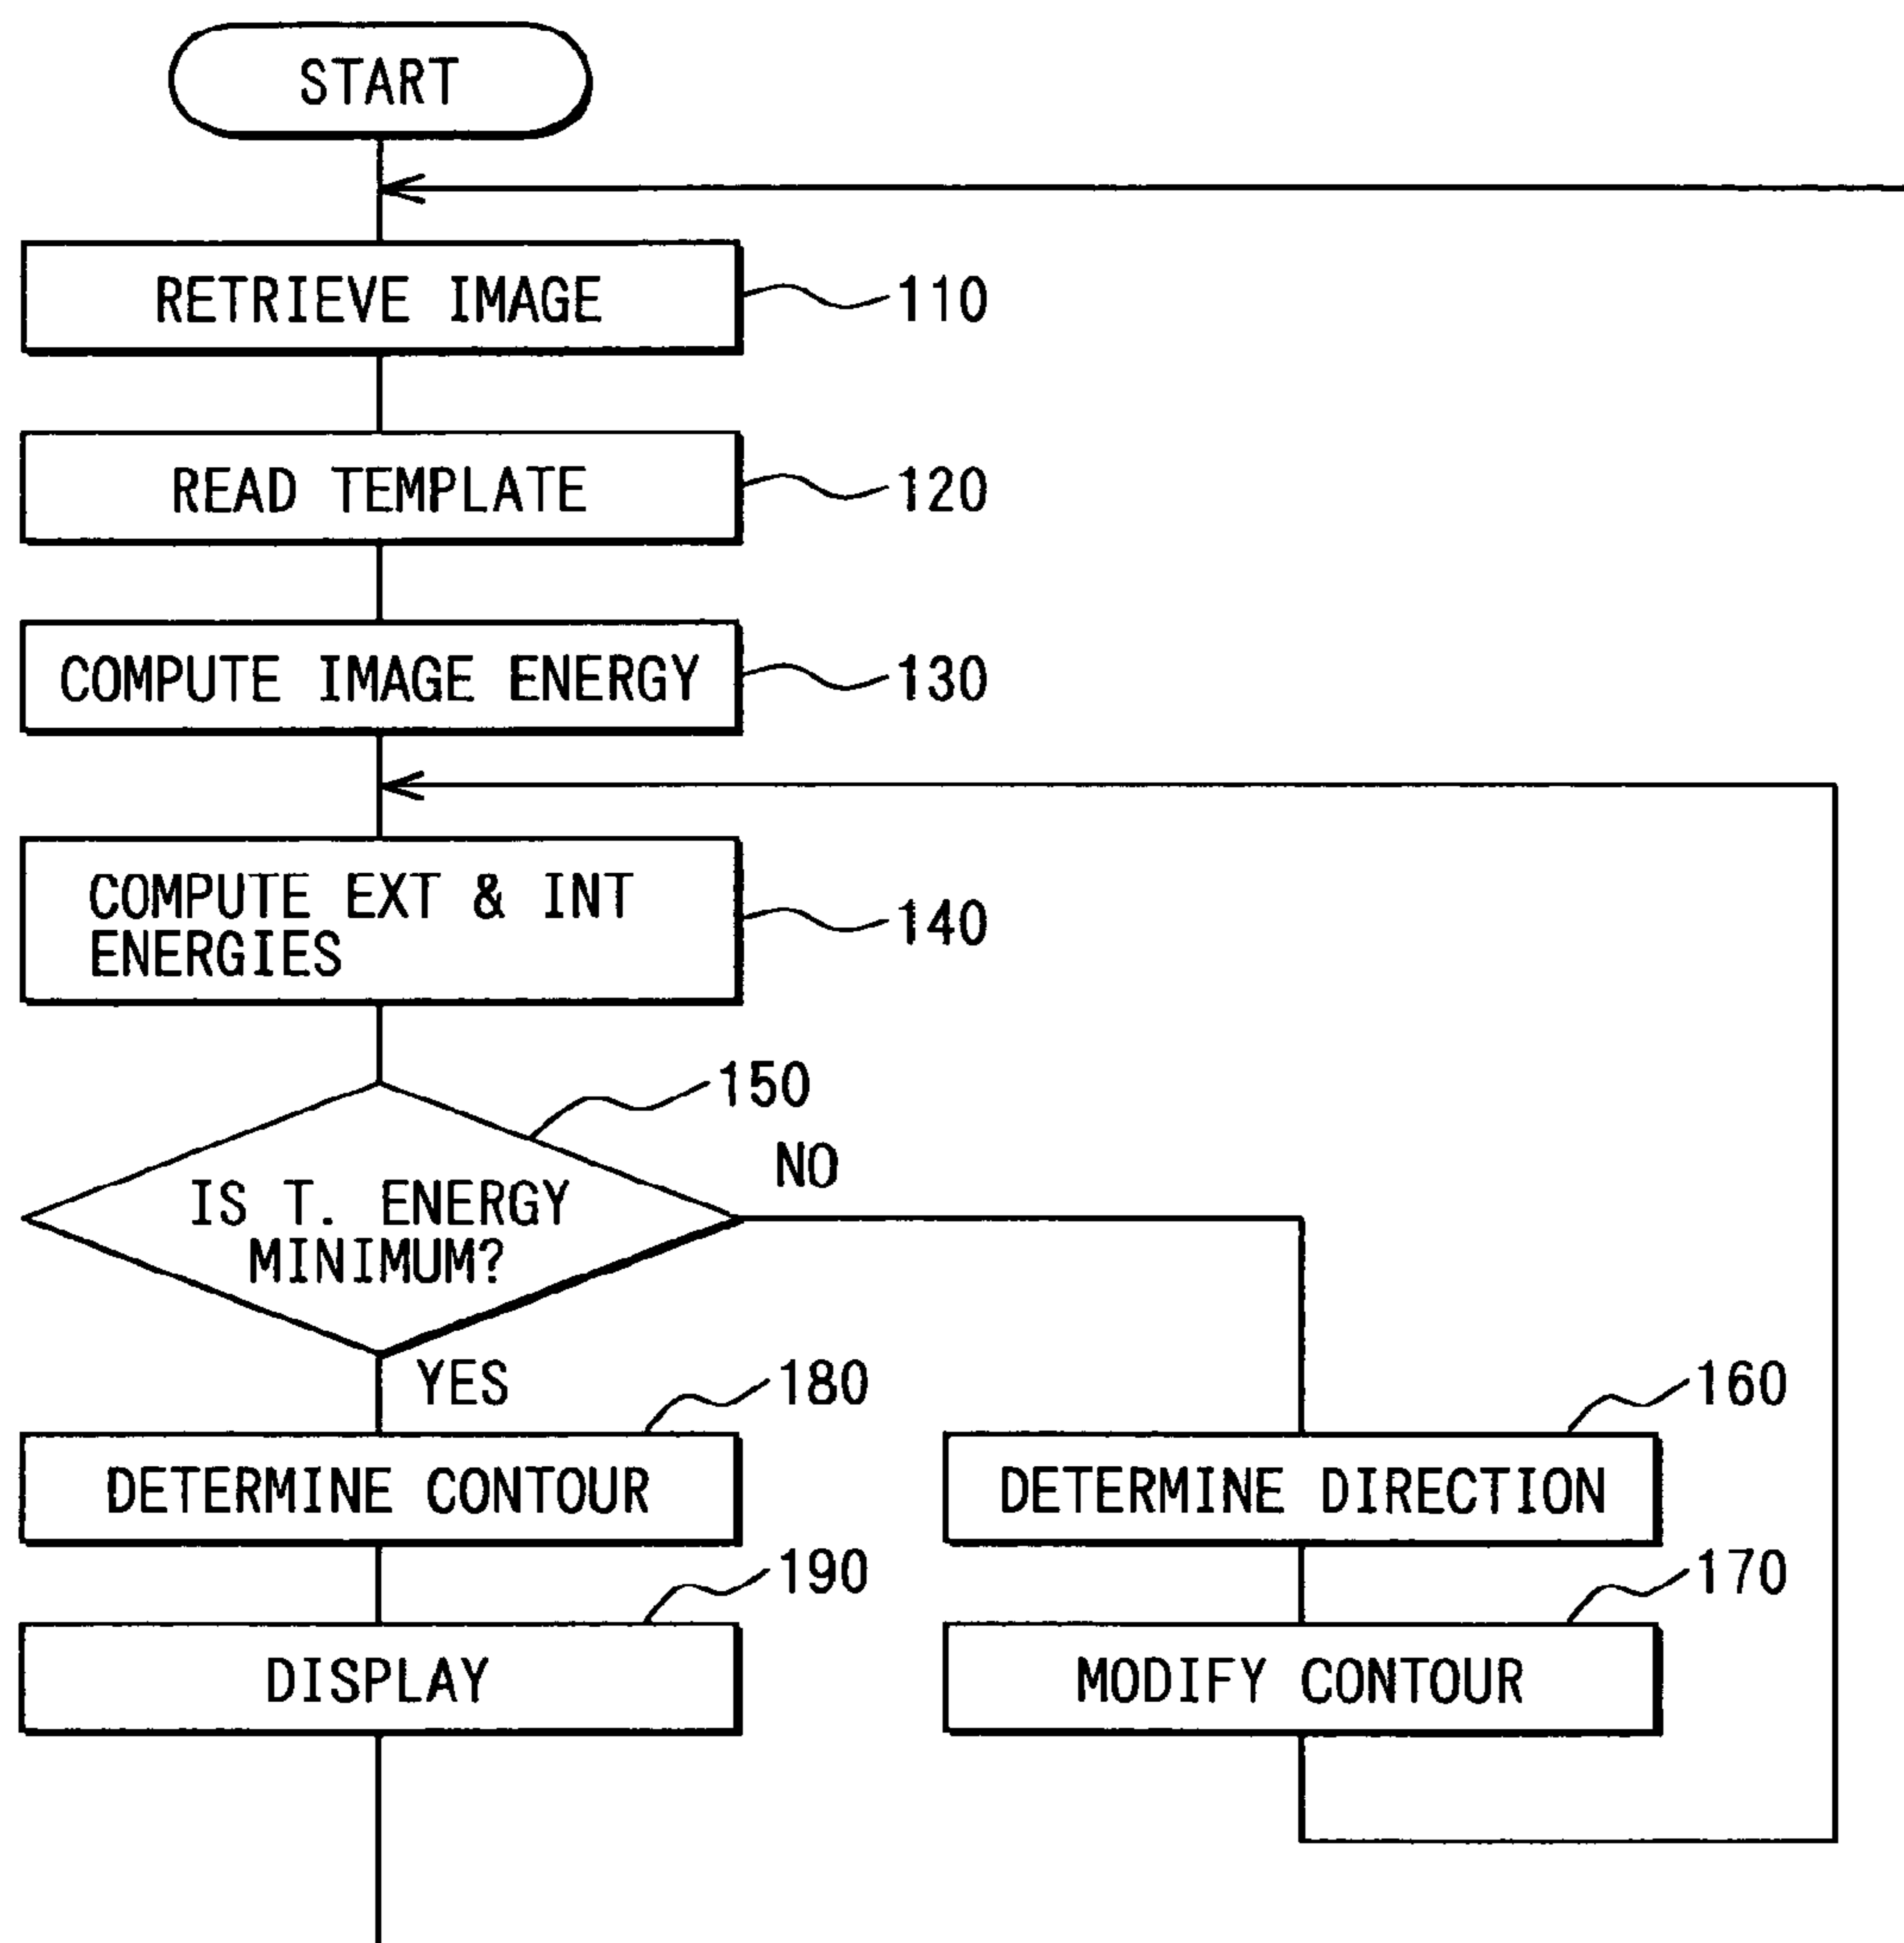 START
RETRIEVE IMAGE
110
READ TEMPLATE
120
COMPUTE IMAGE ENERGY
130
COMPUTE EXT & INT
ENERGIES
140
150
IS T. ENERGY
MINIMUM?
NO
YES
180
DETERMINE CONTOUR
160
DETERMINE DIRECTION
190
DISPLAY
170
MODIFY CONTOUR